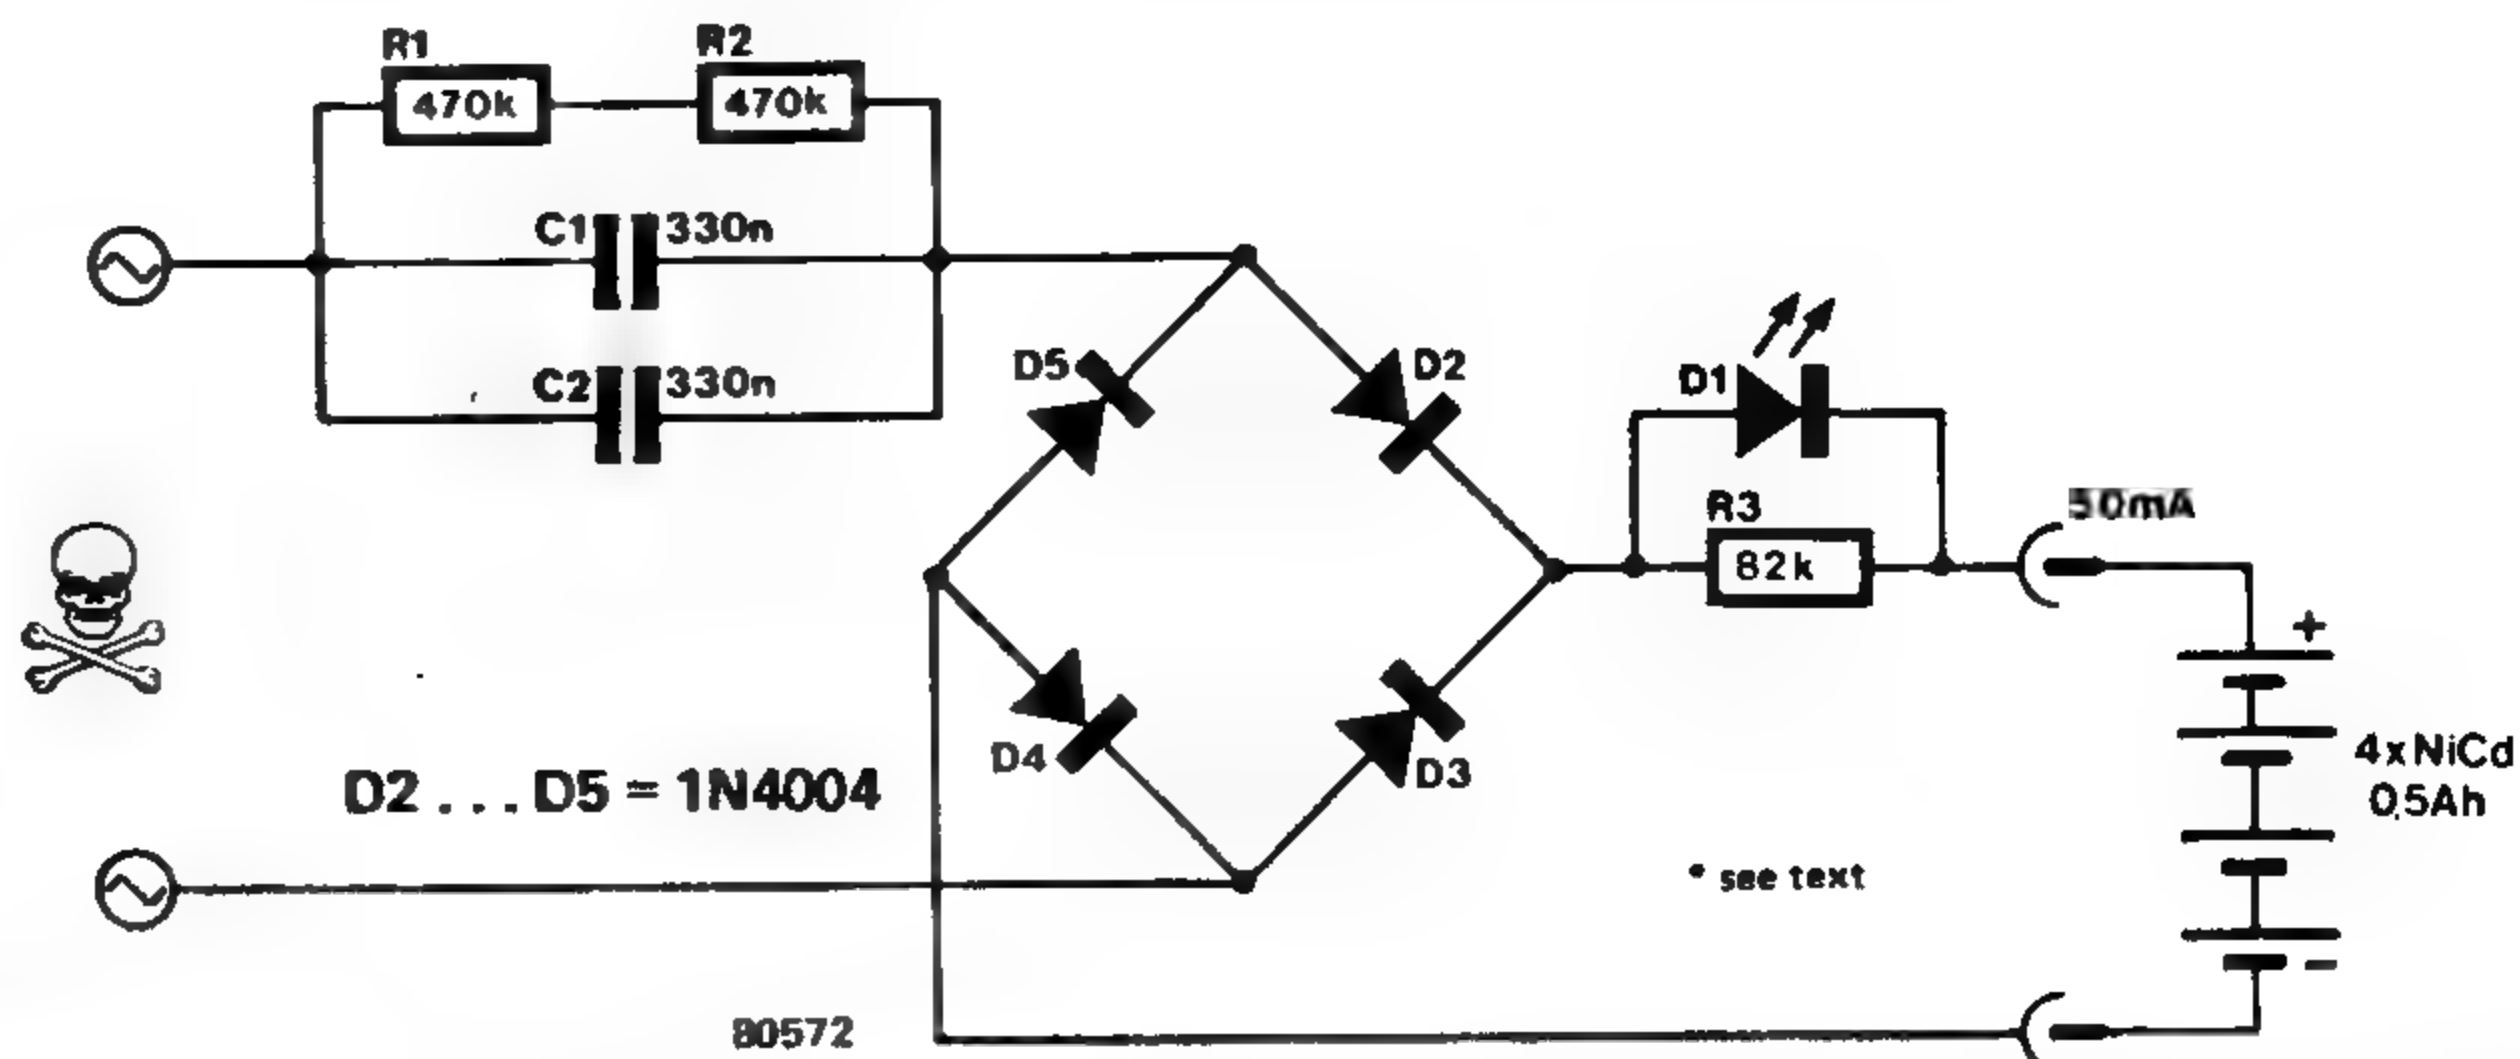 R1
R2
470k
470k
C1
330n
C2
330n
D5
D2
D1
R3
82k
50mA
+
D4
D3
D2 . . . D5 = 1N4004
4xNiCd
0,5Ah
* see text
−
80572